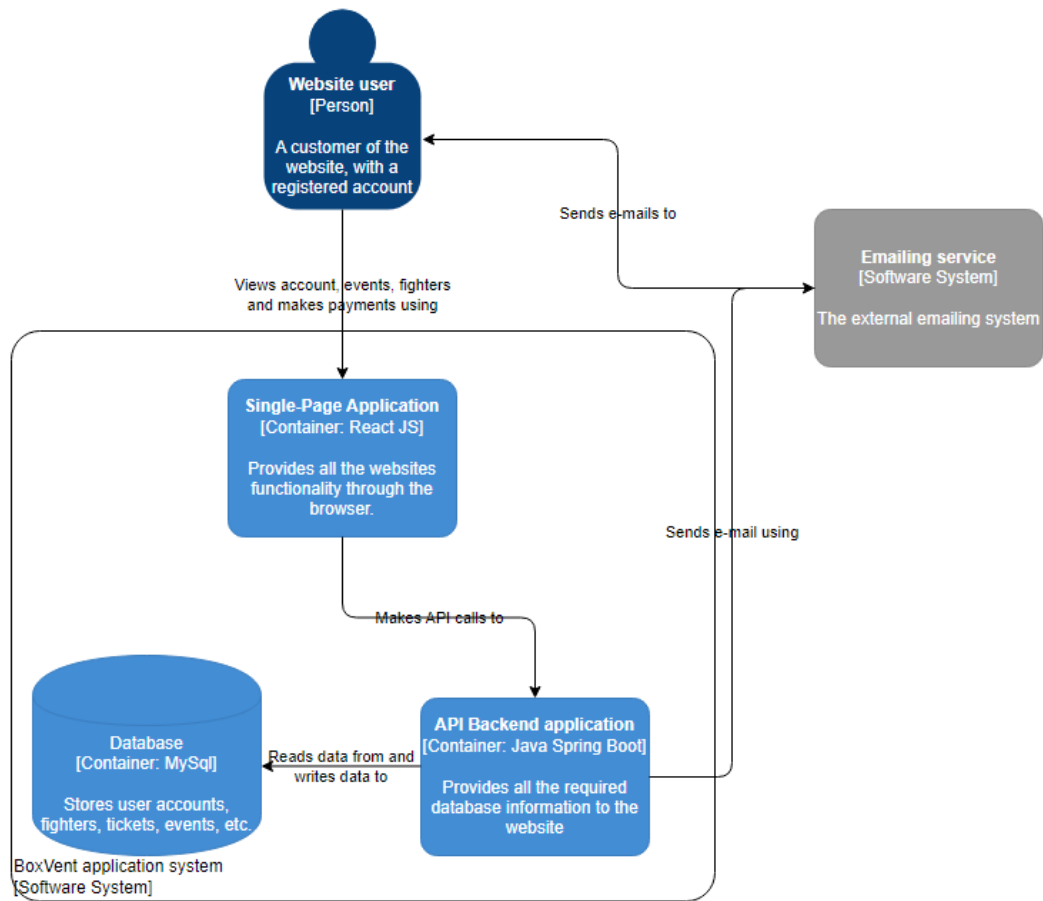 Website user
[Person]
A customer of the
website, with a
registered account
Sends e-mails to
Emailing service
[Software System]
The external emailing system
Views account, events, fighters
and makes payments using
Single-Page Application
[Container: React JS]
Provides all the websites
functionality through the
browser.
Sends e-mail using
Makes API calls to
API Backend application
[Container: Java Spring Boot]
Provides all the required
database information to the
website
Reads data from and
writes data to
Database
[Container: MySql]
Stores user accounts,
fighters, tickets, events, etc.
BoxVent application system
[Software System]